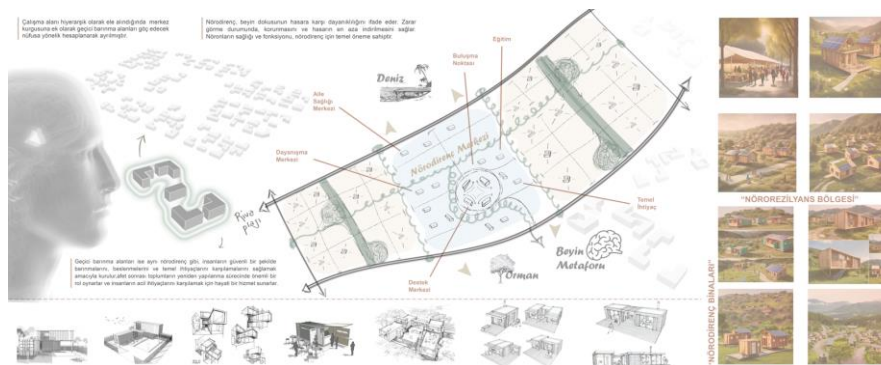 Çalışma alanı hiyerarşik olarak ele alındığında merkez
kurgusuna ek olarak geçici barınma alanları göç edecek
nüfusa yönelik hesaplanarak ayrılmıştır.
Nörodirenç, beyin dokusunun hasara karşı dayanıklılığını ifade eder. Zarar
görme durumunda, korunmasını ve hasarın en aza indirilmesini sağlar.
Nöronların sağlığı ve fonksiyonu, nörodirenç için temel öneme sahiptir.
Eğitim
Buluşma
Noktası
Deniz
Aile
Sağlığı
Merkezi
Dayanışma
Merkezi
Nörodirenç Merkezi
Temel
İhtiyaç
Riva
plajı
Beyin
Metaforu
Orman
Destek
Merkezi
Geçici barınma alanları ise aynı nörodirenç gibi, insanların güvenli bir şekilde
barınmalarını, beslenmelerini ve temel ihtiyaçlarını karşılamalarını sağlamak
amacıyla kurulur,afet sonrası toplumların yeniden yapılanma sürecinde önemli bir
rol oynarlar ve insanların acil ihtiyaçlarını karşılamak için hayati bir hizmet sunarlar.
"NÖROREZİLYANS BÖLGESİ"
"NÖRODİRENÇ BİNALARI"